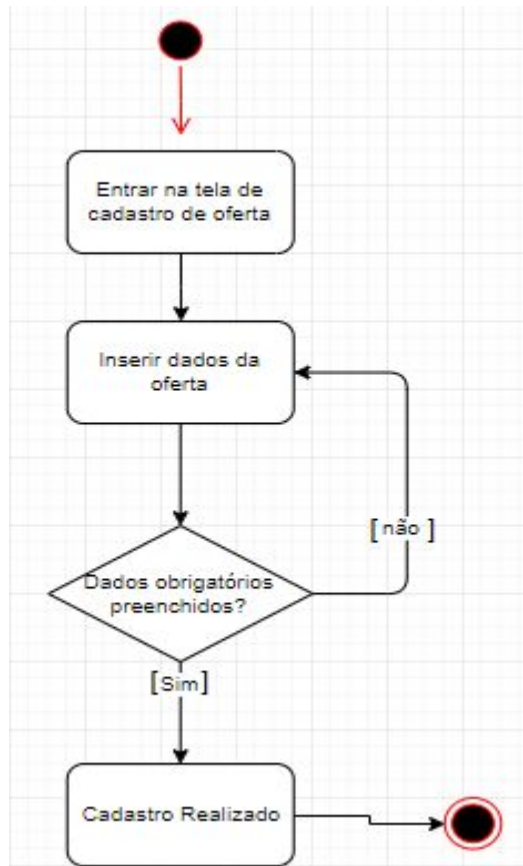 Entrar na tela de
cadastro de oferta
Inserir dados da
oferta
[ não ]
Dados obrigatórios
preenchidos?
[Sim]
Cadastro Realizado